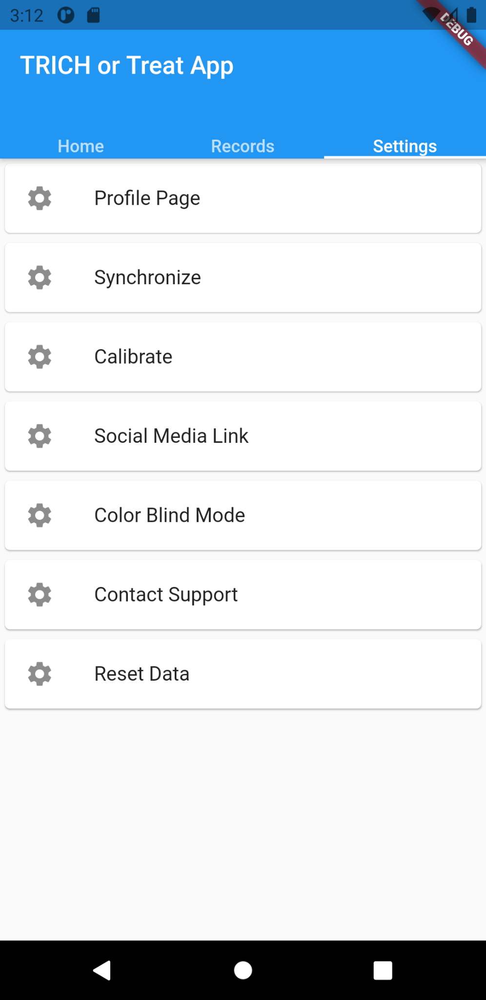 3:12
DEBUG
TRICH or Treat App
Home Records Settings
Profile Page
Synchronize
Calibrate
Social Media Link
Color Blind Mode
Contact Support
Reset Data